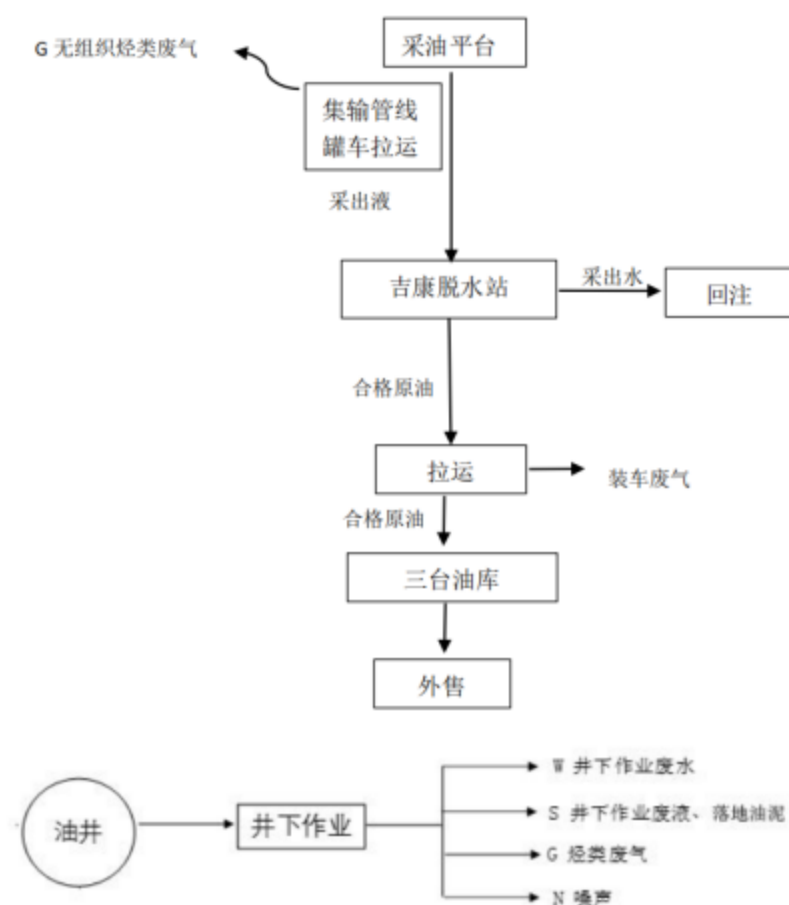 采油平台
G 无组织烃类废气
集输管线
罐车拉运
采出液
吉康脱水站
采出水
回注
合格原油
拉运
装车废气
合格原油
三台油库
外售
油井
井下作业
W 井下作业废水
S 井下作业废液、落地油泥
G 烃类废气
N 噪声